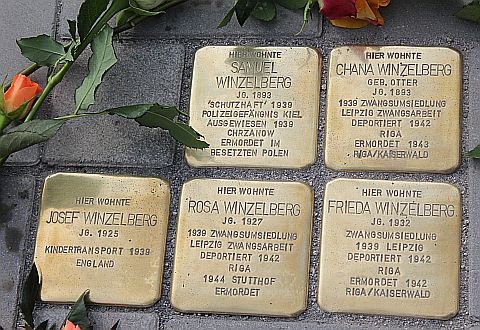 HIER WOHNTE
SAMUEL
WINZELBERG
JG. 1893
'SCHUTZHAFT' 1939
POLIZEIGEFÄNGNIS KIEL
AUSGEWIESEN 1939
CHRZANOW
ERMORDET IM
BESETZTEN POLEN
HIER WOHNTE
CHANA WINZELBERG
GEB. OTTER
JG. 1893
1939 ZWANGSUMSIEDLUNG
LEIPZIG ZWANGSARBEIT
DEPORTIERT 1942
RIGA
ERMORDET 1943
RIGA/KAISERWALD
HIER WOHNTE
JOSEF WINZELBERG
JG. 1925
KINDERTRANSPORT 1939
ENGLAND
HIER WOHNTE
ROSA WINZELBERG
JG. 1927
1939 ZWANGSUMSIEDLUNG
LEIPZIG ZWANGSARBEIT
DEPORTIERT 1942
RIGA
1944 STUTTHOF
ERMORDET
HIER WOHNTE
FRIEDA WINZELBERG
JG. 1932
ZWANGSUMSIEDLUNG
1939 LEIPZIG
DEPORTIERT 1942
RIGA
ERMORDET 1942
RIGA/KAISERWALD